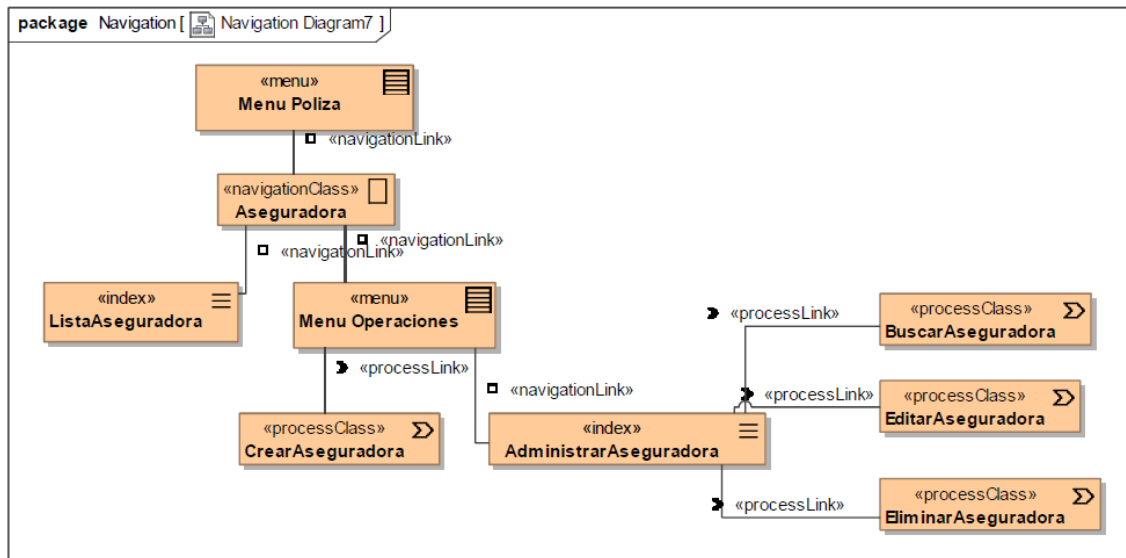 package Navigation [ Navigation Diagram7 ]
«menu»
Menu Poliza
«navigationLink»
«navigationClass»
Aseguradora
«navigationLink»
«navigationLink»
«index»
ListaAseguradora
«menu»
Menu Operaciones
«processLink»
«processClass»
BuscarAseguradora
«processLink»
«navigationLink»
«processLink»
«processClass»
EditarAseguradora
«processClass»
CrearAseguradora
«index»
AdministrarAseguradora
«processLink»
«processClass»
EliminarAseguradora